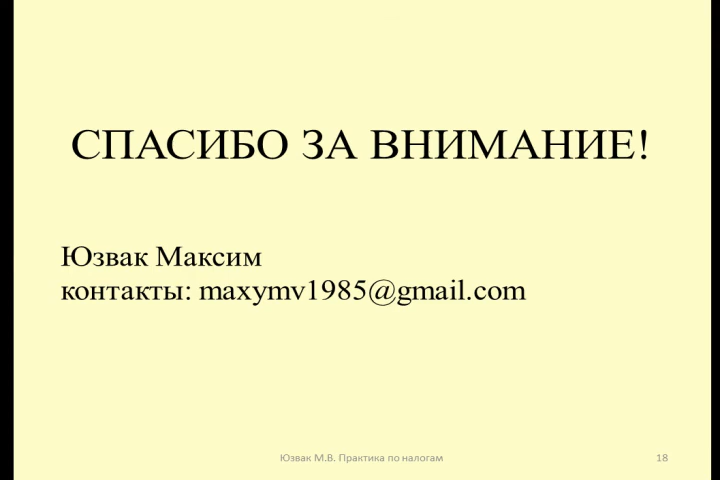 СПАСИБО ЗА ВНИМАНИЕ!
Юзвак Максим
контакты: maxymv1985@gmail.com
Юзвак М.В. Практика по налогам
18